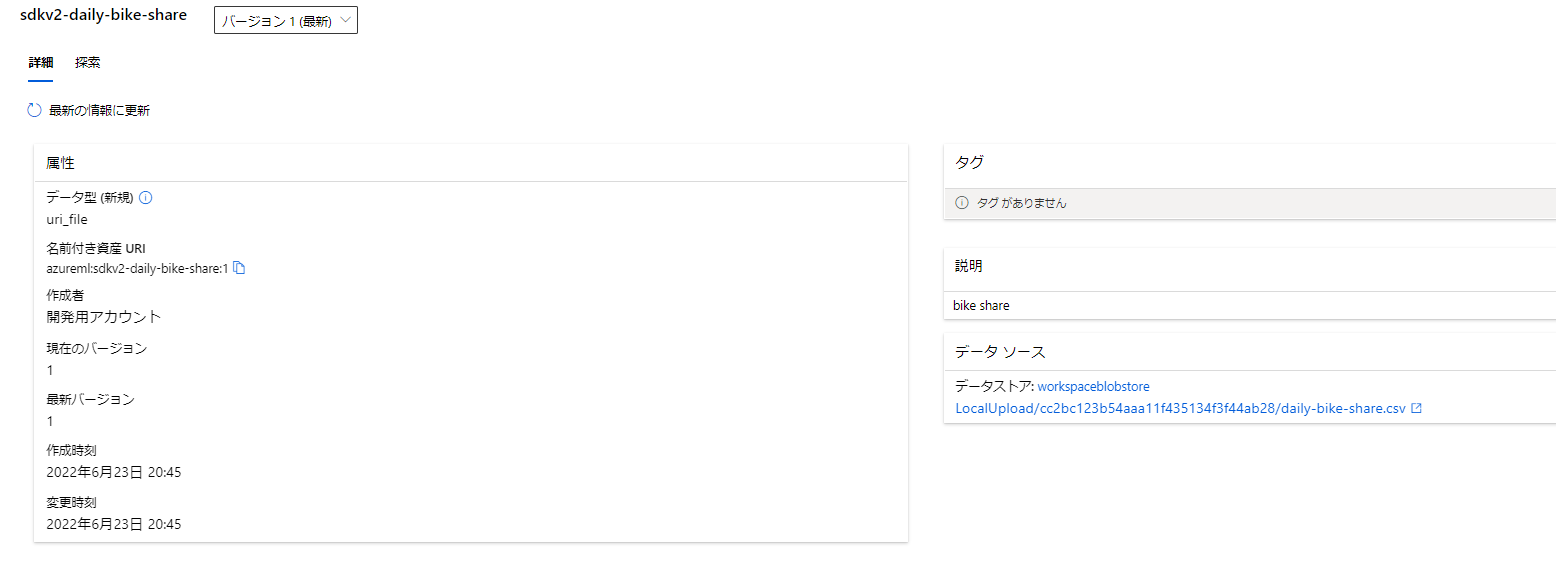 sdkv2-daily-bike-share
バージョン 1 (最新)
詳細
探索
最新の情報に更新
属性
データ型 (新規)
uri_file
名前付き資産 URI
azureml:sdkv2-daily-bike-share:1
作成者
開発用アカウント
現在のバージョン
1
最新バージョン
1
作成時刻
2022年6月23日 20:45
変更時刻
2022年6月23日 20:45
タグ
タグ がありません
説明
bike share
データ ソース
データストア: workspaceblobstore
LocalUpload/cc2bc123b54aaa11f435134f3f44ab28/daily-bike-share.csv